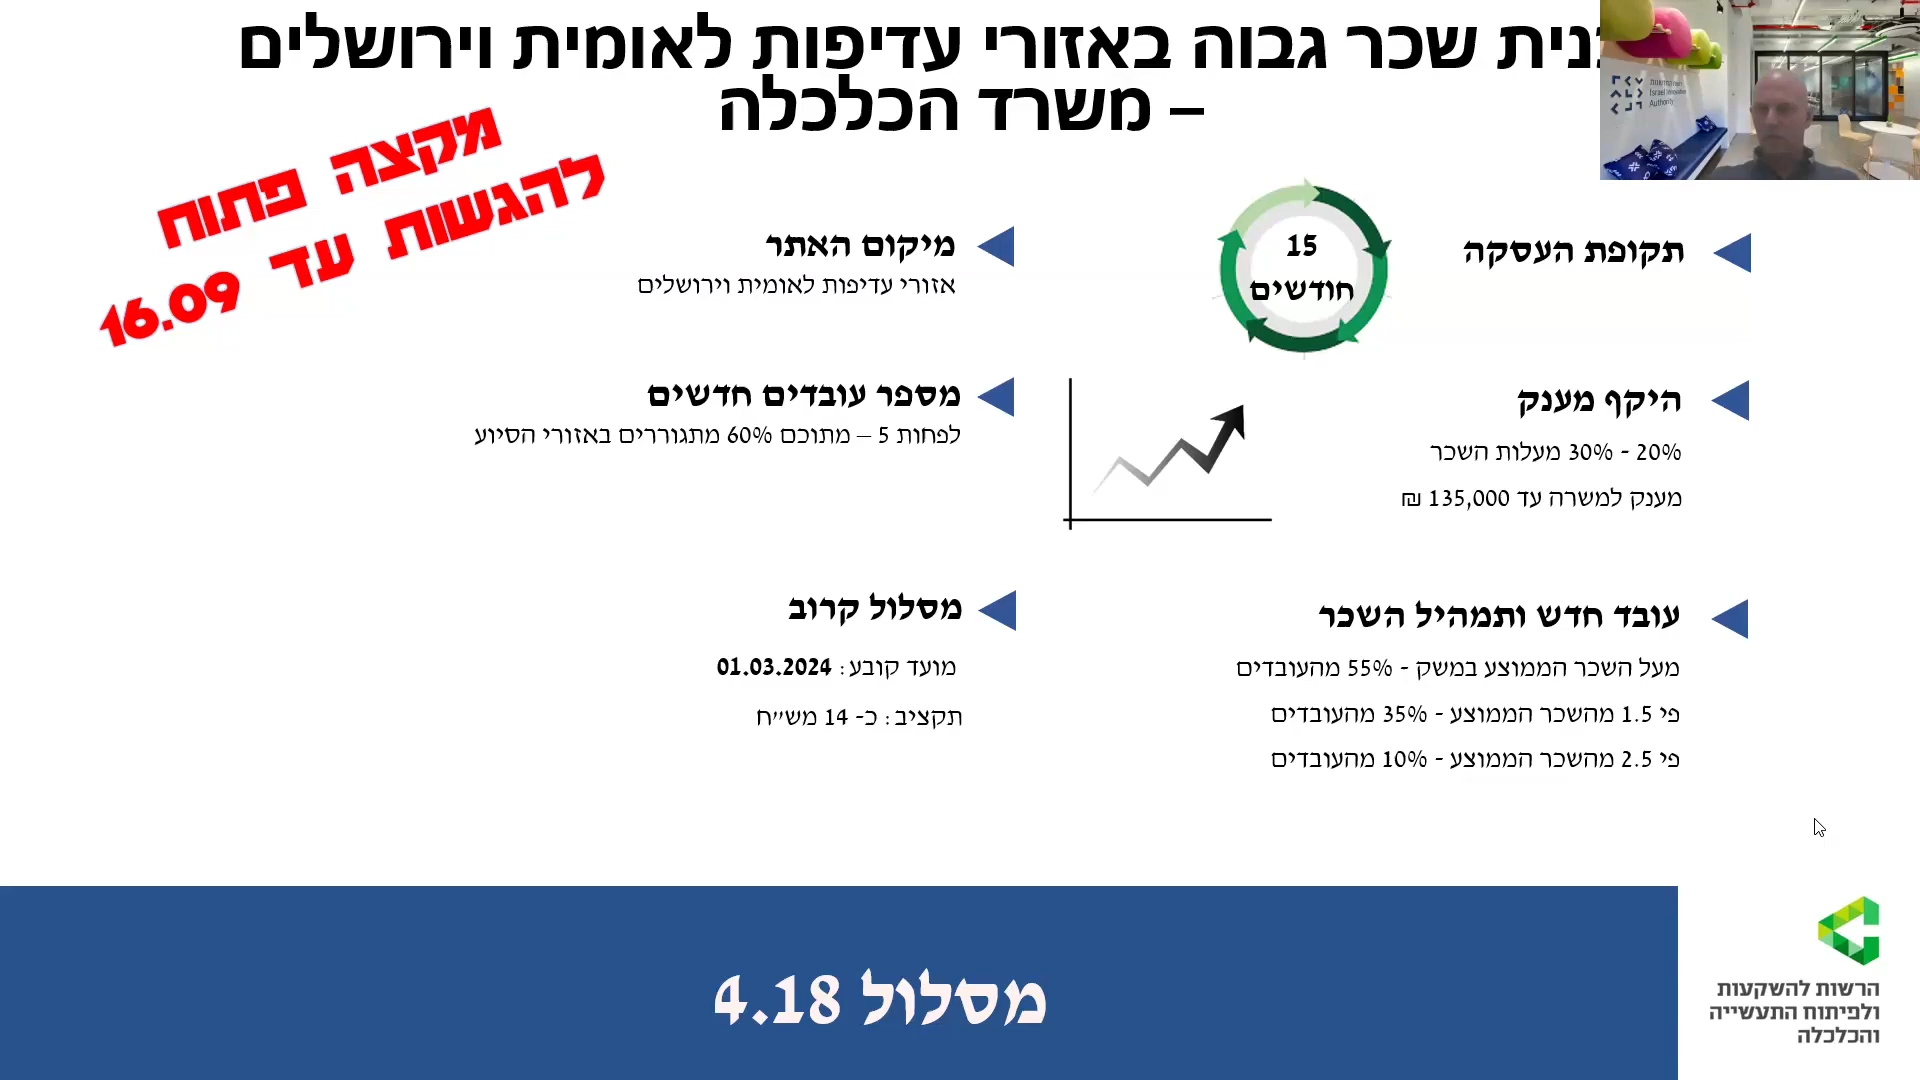 שכר גבוה באזורי עדיפות לאומית וירושלים
– משרד הכלכלה
מקצה פתוח
להגשות עד 16.09
תקופת העסקה
15
חודשים
מיקום האתר
אזורי עדיפות לאומית וירושלים
היקף מענק
20% - 30% מעלות השכר
מענק למשרה עד 135,000 ₪
מספר עובדים חדשים
לפחות 5 – מתוכם 60% מתגוררים באזורי הסיוע
עובד חדש ותמהיל השכר
מעל השכר הממוצע במשק - 55% מהעובדים
פי 1.5 מהשכר הממוצע - 35% מהעובדים
פי 2.5 מהשכר הממוצע - 10% מהעובדים
מסלול קרוב
מועד קובע: 01.03.2024
תקציב: כ- 14 מש״ח
מסלול 4.18
הרשות להשקעות
ולפיתוח התעשייה
והכלכלה
Israel Innovation
Authority